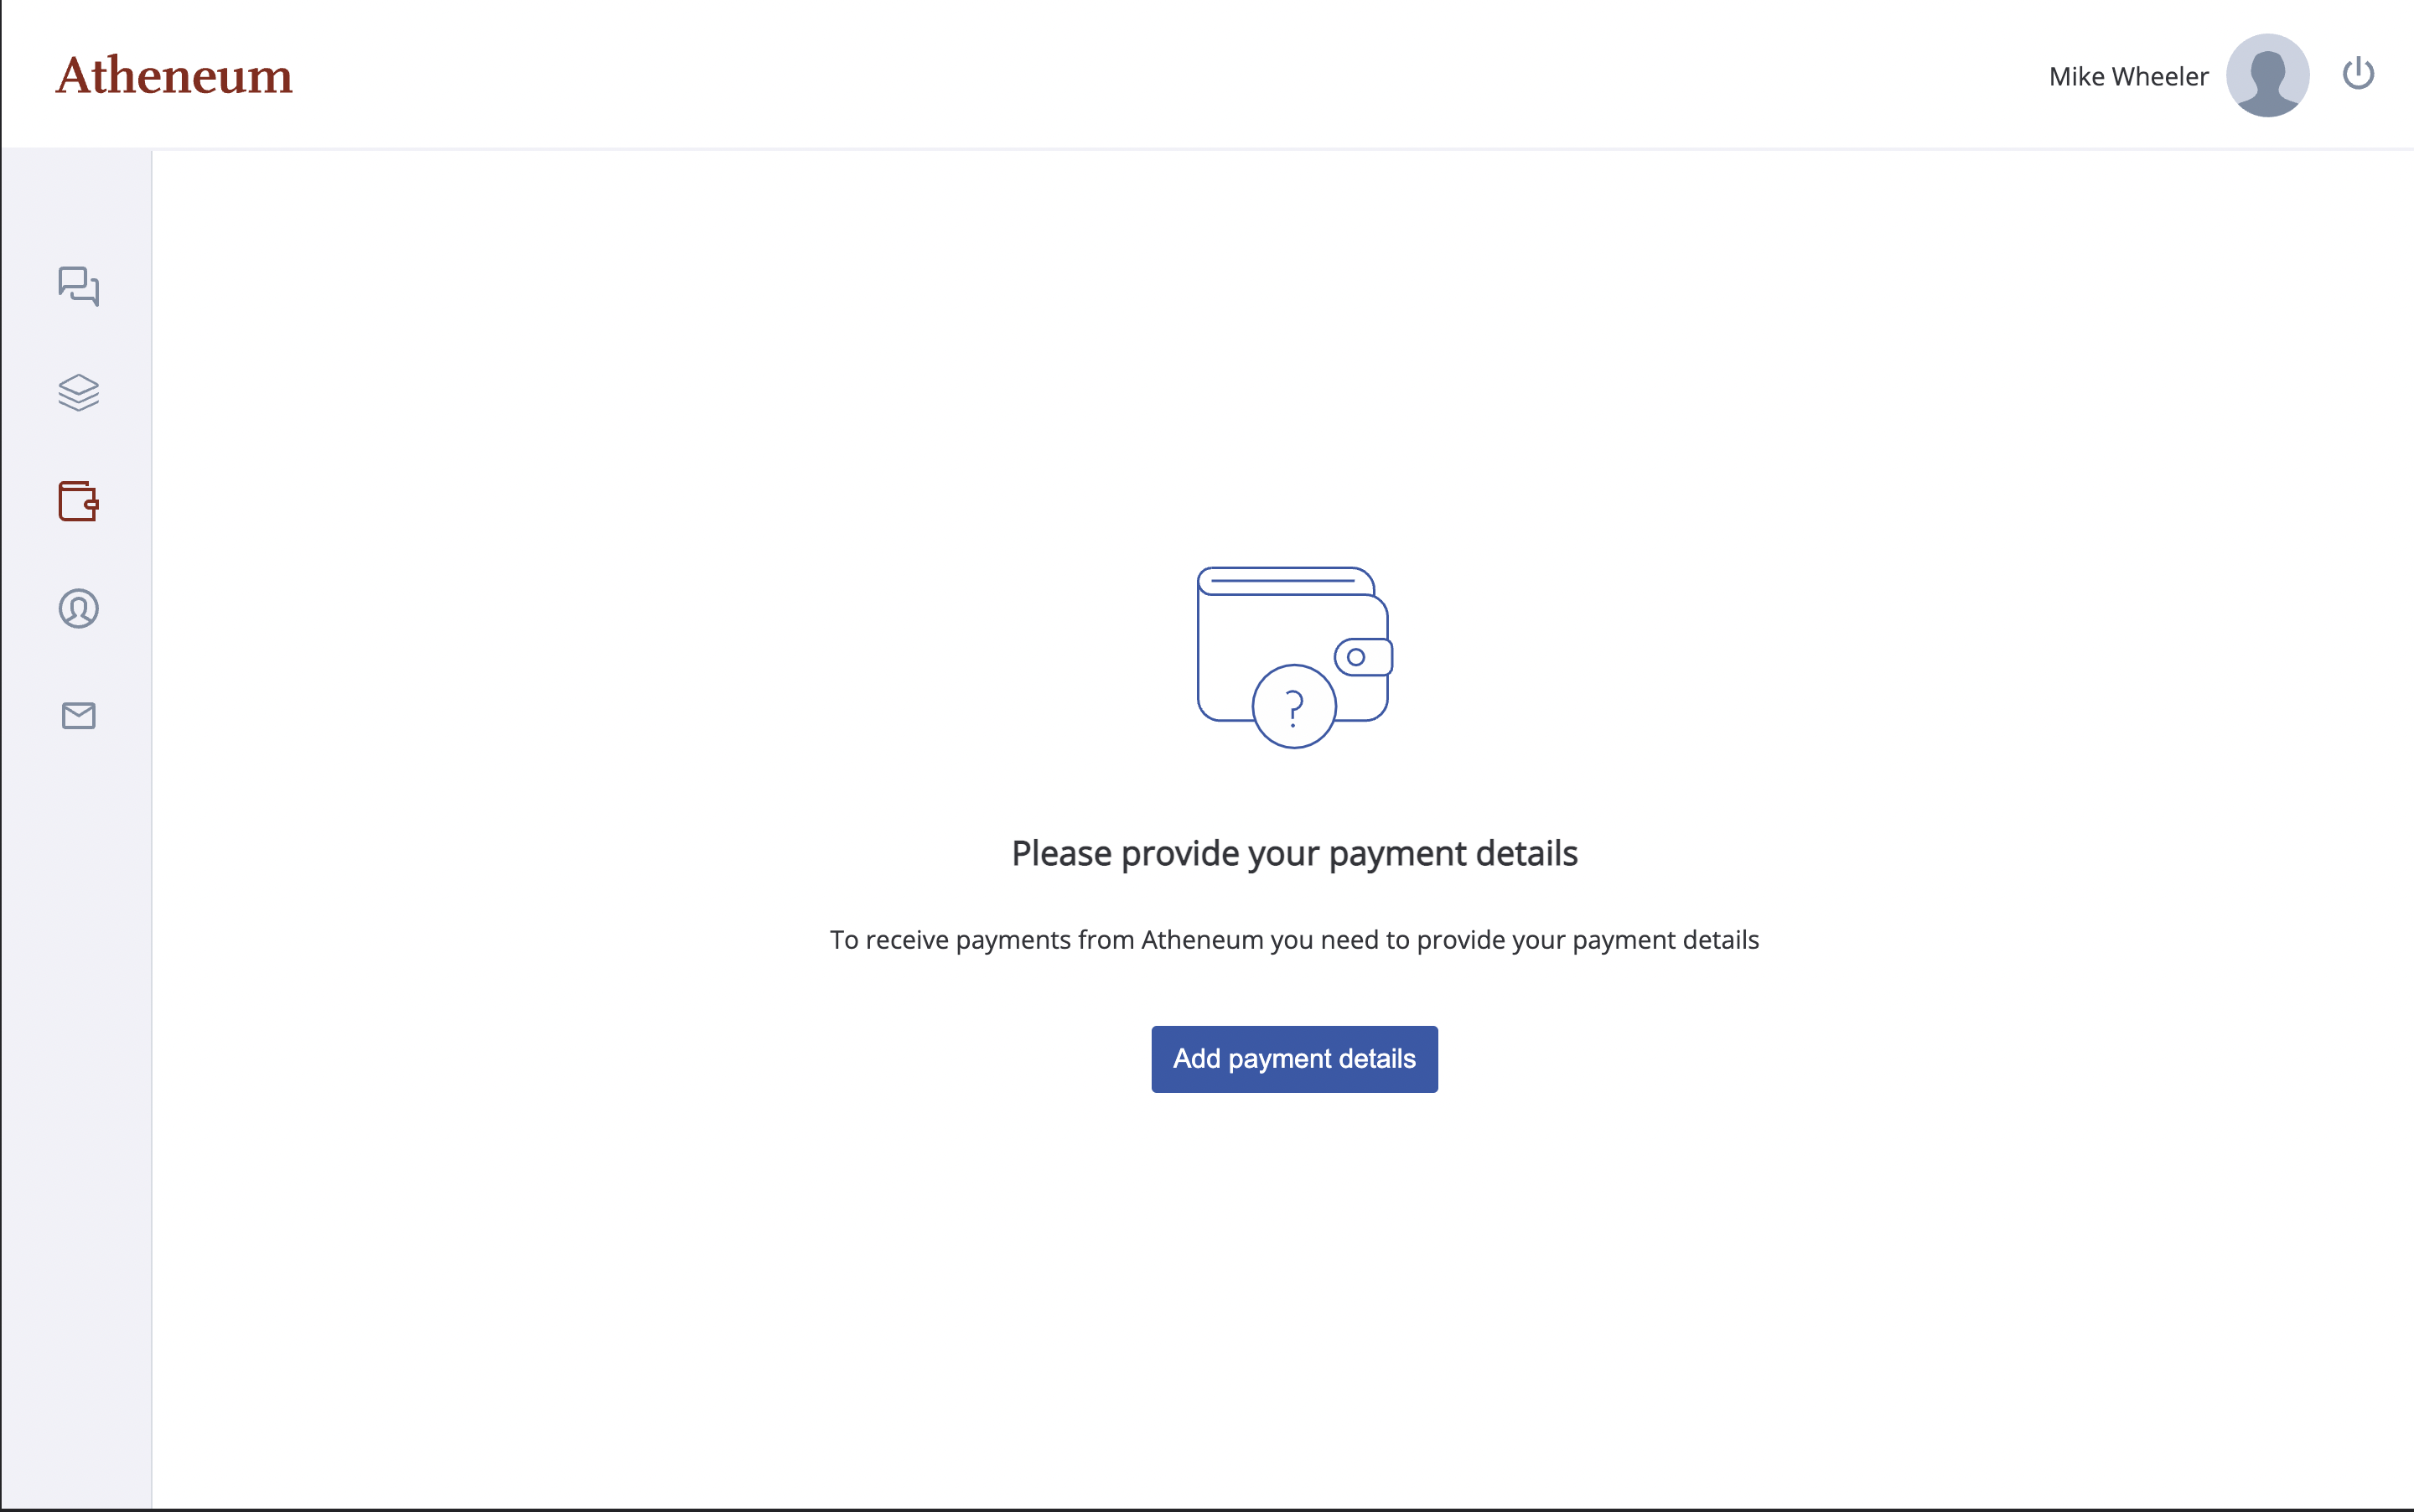 Atheneum
Mike Wheeler
?
Please provide your payment details
To receive payments from Atheneum you need to provide your payment details
Add payment details